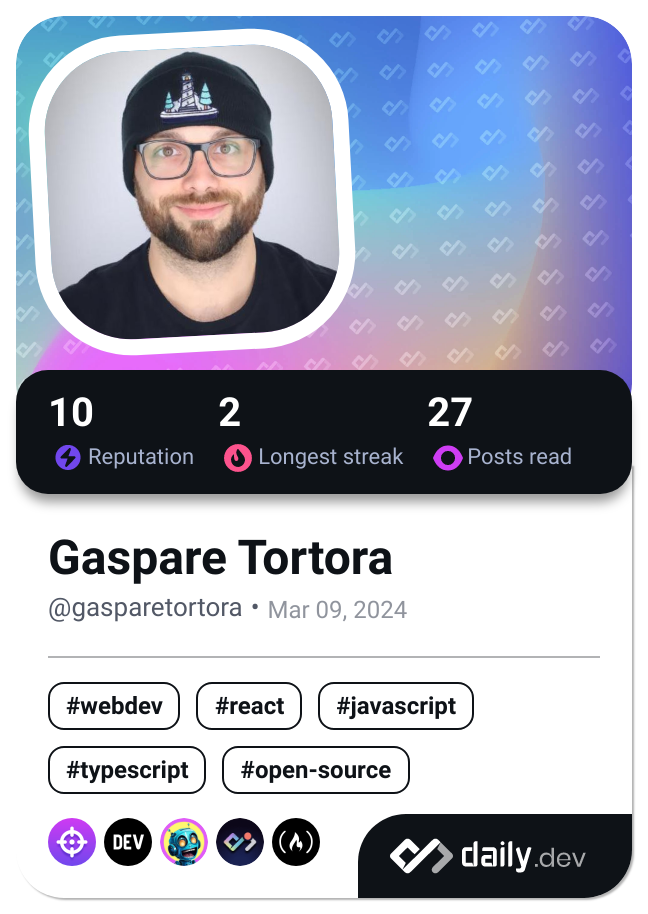 10 2 27
Reputation Longest streak Posts read
Gaspare Tortora
@gasparetortora • Mar 09, 2024
#webdev #react #javascript
#typescript #open-source
DEV
daily.dev